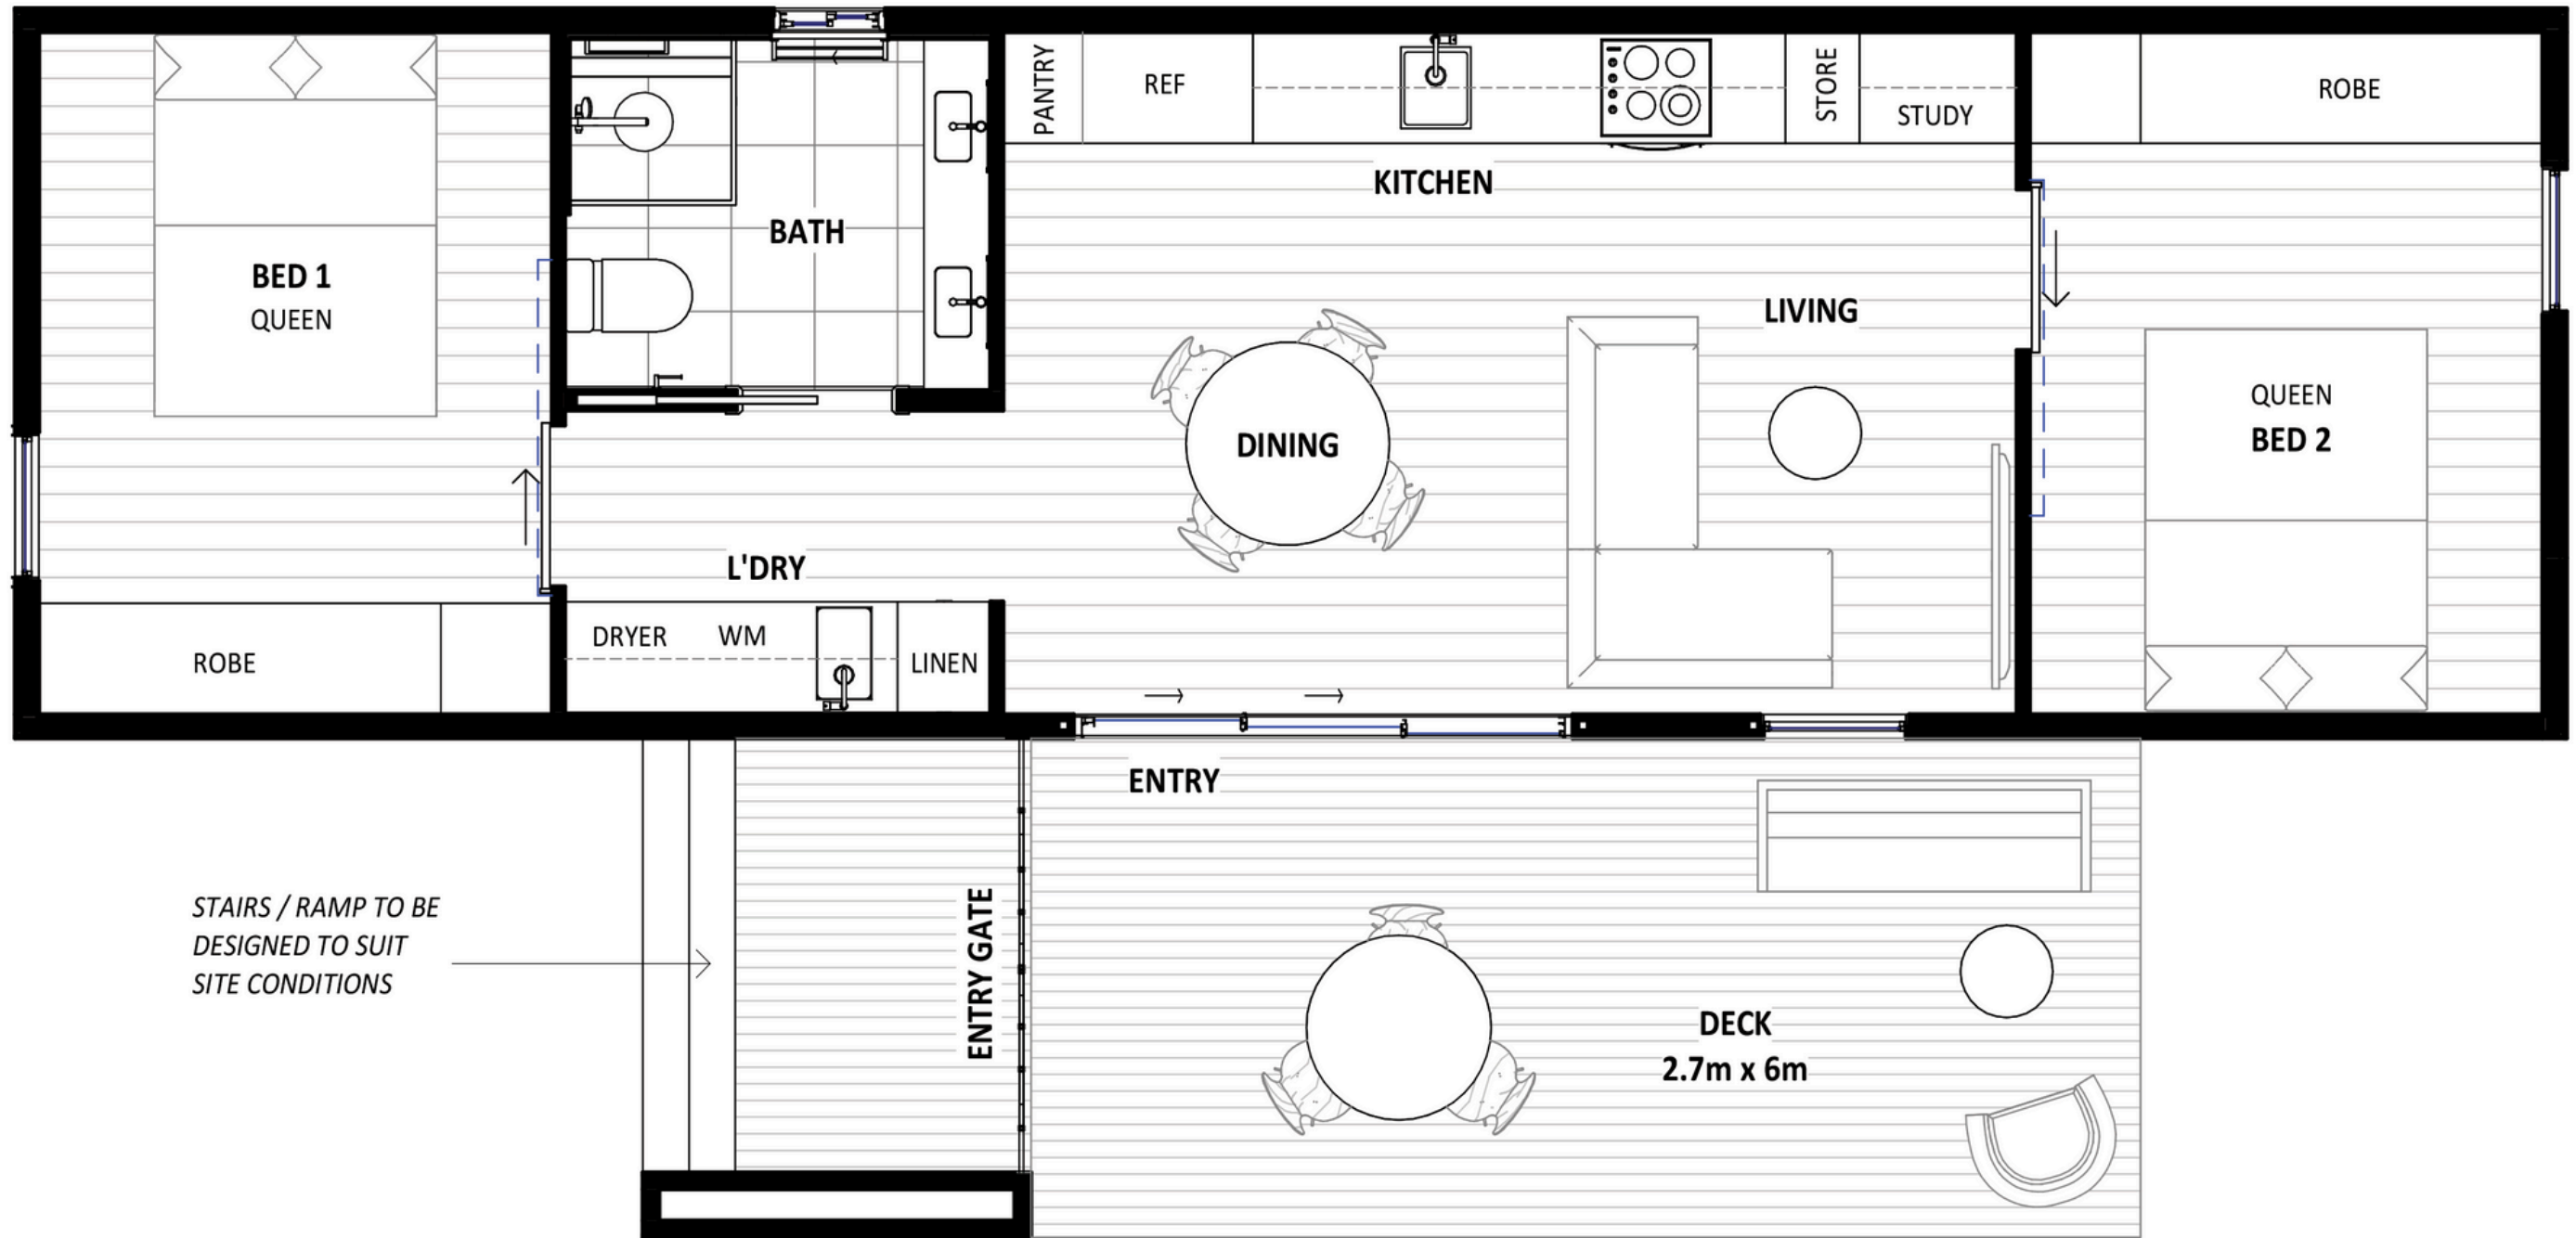 PANTRY
REF
STORE
STUDY
ROBE
KITCHEN
BATH
BED 1
QUEEN
LIVING
QUEEN
BED 2
DINING
L'DRY
DRYER
WM
LINEN
ROBE
ENTRY
ENTRY GATE
STAIRS / RAMP TO BE
DESIGNED TO SUIT
SITE CONDITIONS
DECK
2.7m x 6m